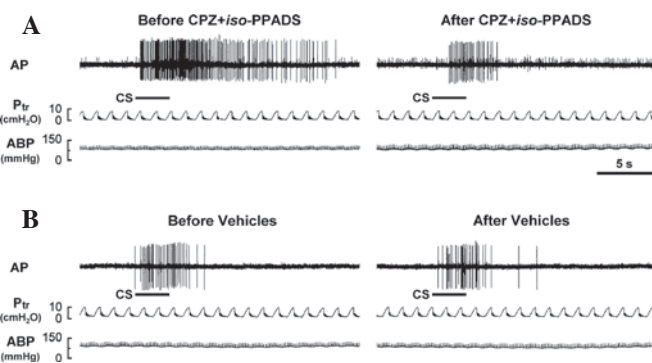 A
Before CPZ+iso-PPADS
After CPZ+iso-PPADS
AP
CS
CS
Ptr
(cmH2O)
10
0
ABP
(mmHg)
150
0
5 s
B
Before Vehicles
After Vehicles
AP
CS
CS
Ptr
(cmH2O)
10
0
ABP
(mmHg)
150
0